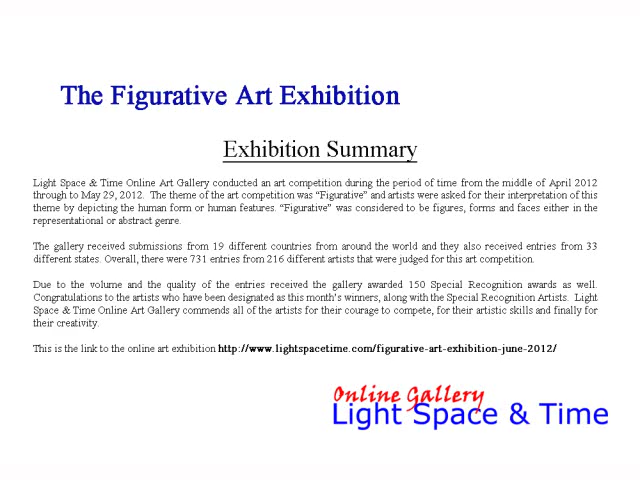 The Figurative Art Exhibition
Exhibition Summary
Light Space & Time Online Art Gallery conducted an art competition during the period of time from the middle of April 2012
through to May 29, 2012.  The theme of the art competition was “Figurative” and artists were asked for their interpretation of this
theme by depicting the human form or human features. “Figurative” was considered to be figures, forms and faces either in the
representational or abstract genre.
The gallery received submissions from 19 different countries from around the world and they also received entries from 33
different states. Overall, there were 731 entries from 216 different artists that were judged for this art competition.
Due to the volume and the quality of the entries received the gallery awarded 150 Special Recognition awards as well.
Congratulations to the artists who have been designated as this month’s winners, along with the Special Recognition Artists.  Light
Space & Time Online Art Gallery commends all of the artists for their courage to compete, for their artistic skills and finally for
their creativity.
This is the link to the online art exhibition http://www.lightspacetime.com/figurative-art-exhibition-june-2012/
Online Gallery
Light Space & Time